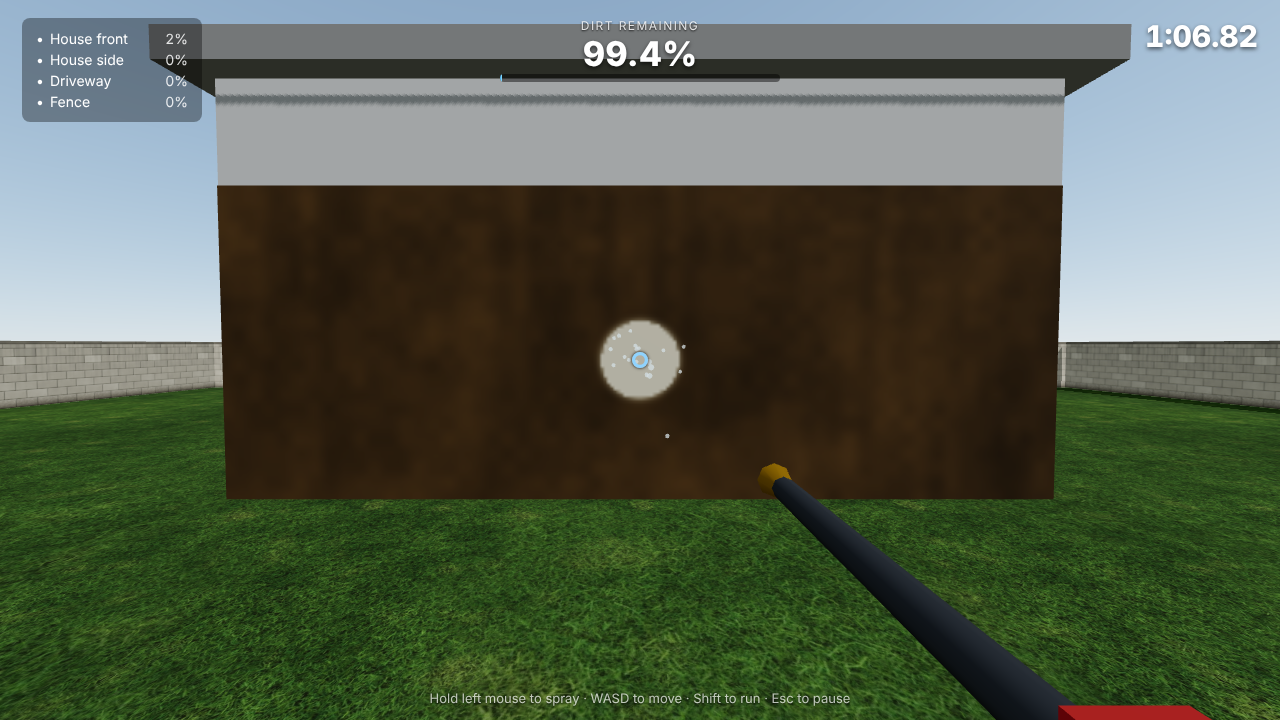 • House front 2%
• House side 0%
• Driveway 0%
• Fence 0%
DIRT REMAINING
99.4%
1:06.82
Hold left mouse to spray · WASD to move · Shift to run · Esc to pause